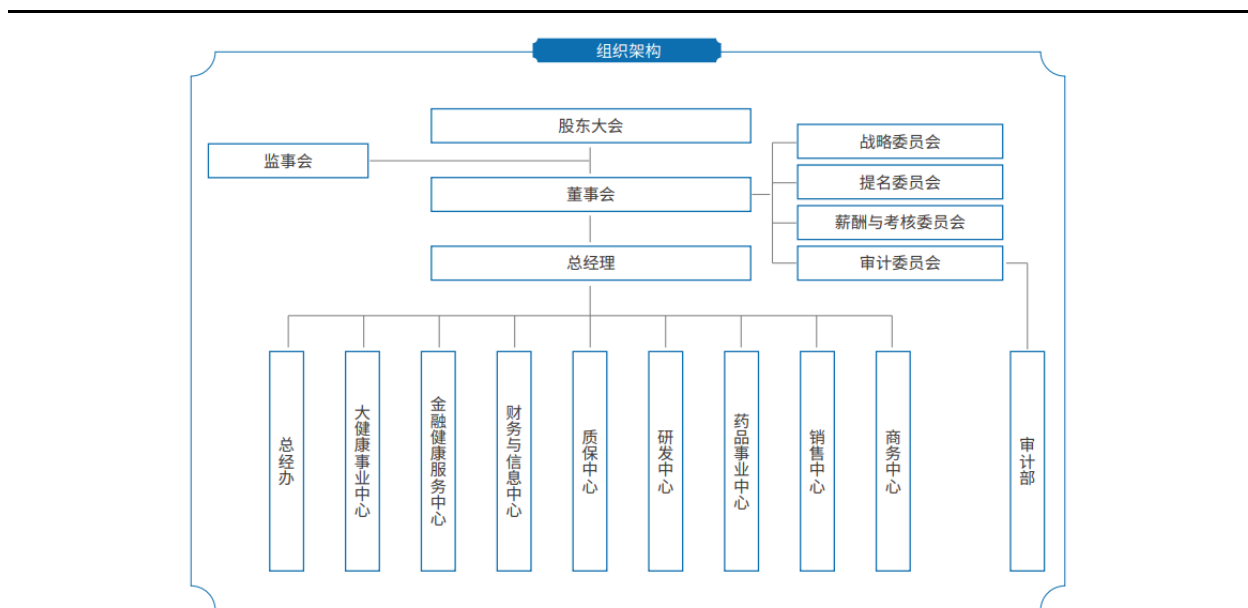 组织架构
股东大会
监事会
董事会
总经理
战略委员会
提名委员会
薪酬与考核委员会
审计委员会
总经办
大健康事业中心
金融健康服务中心
财务与信息中心
质保中心
研发中心
药品事业中心
销售中心
商务中心
审计部